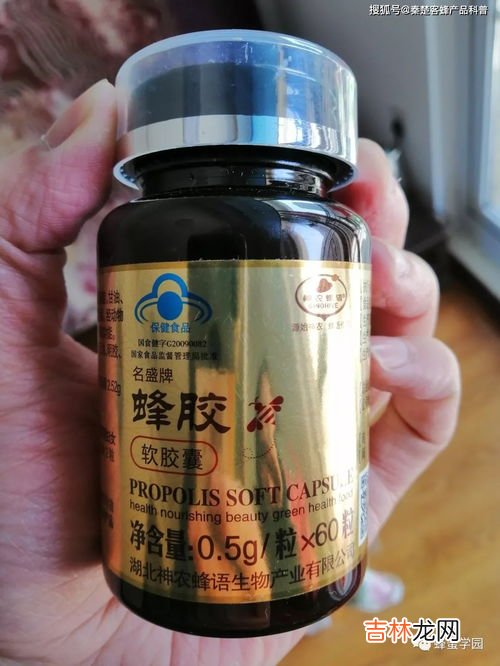 搜狐号@秦楚客蜂产品科普
保健食品
国食健字G20090082
国家食品监督管理局批准
名盛牌
蜂胶
软胶囊
PROPOLIS SOFT CAPSULE
health nourishing beauty green health food
净含量:0.5g/粒×60粒
湖北神农蜂语生物产业有限公司
2.52g
蜂蜜学园
吉林龙网